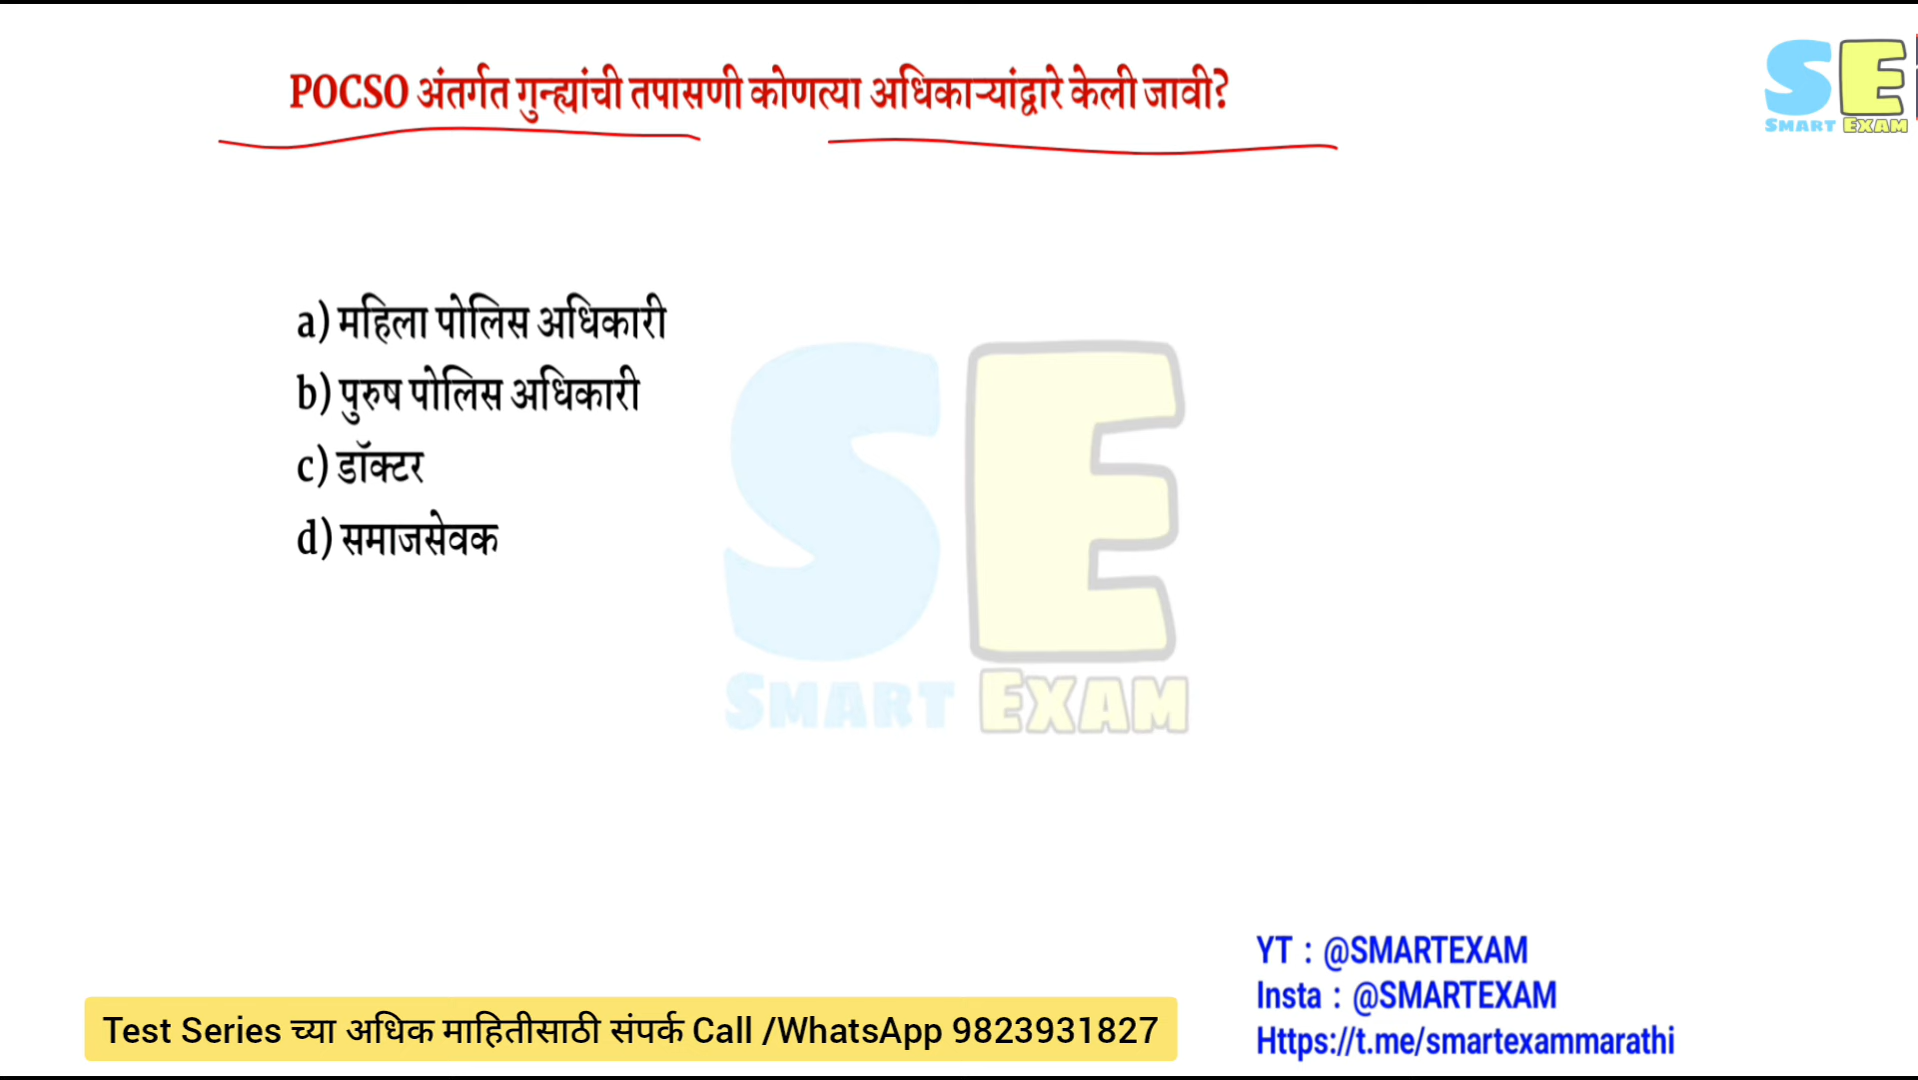 POCSO अंतर्गत गुन्ह्यांची तपासणी कोणत्या अधिकाऱ्यांद्वारे केली जावी?
SE
SMART EXAM
a) महिला पोलिस अधिकारी
b) पुरुष पोलिस अधिकारी
c) डॉक्टर
d) समाजसेवक
SE
SMART EXAM
YT : @SMARTEXAM
Insta : @SMARTEXAM
Https://t.me/smartexammarathi
Test Series च्या अधिक माहितीसाठी संपर्क Call /WhatsApp 9823931827